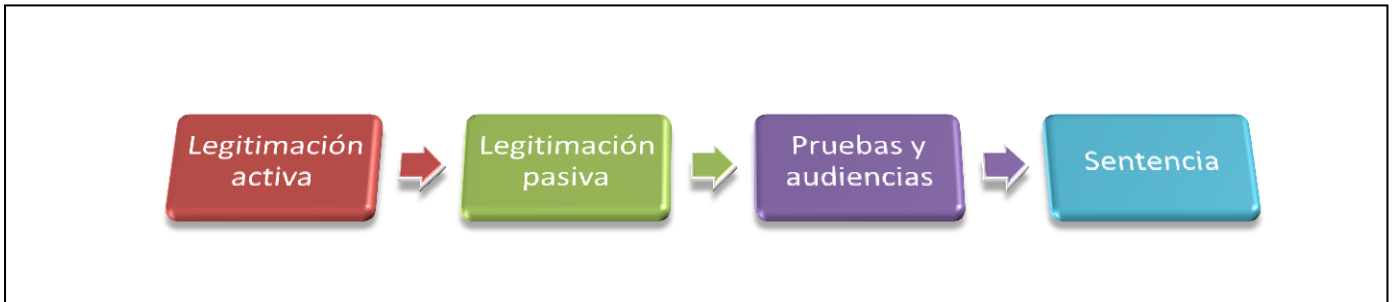 Legitimación
activa
Legitimación
pasiva
Pruebas y
audiencias
Sentencia